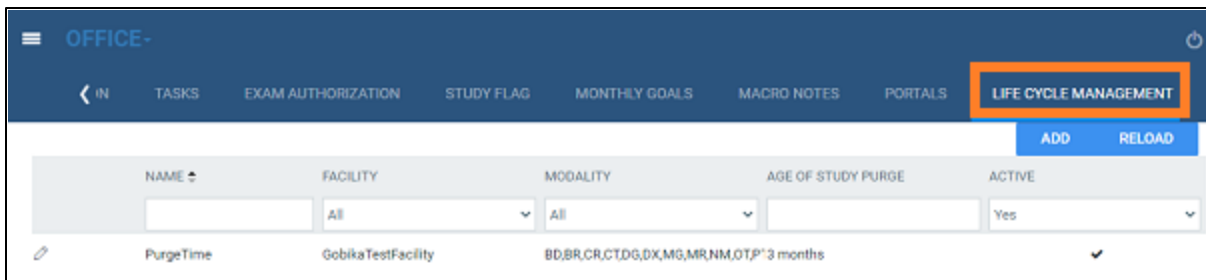 OFFICE-
IN TASKS EXAM AUTHORIZATION STUDY FLAG MONTHLY GOALS MACRO NOTES PORTALS LIFE CYCLE MANAGEMENT
ADD RELOAD
NAME FACILITY MODALITY AGE OF STUDY PURGE ACTIVE
All All Yes
PurgeTime GobikaTestFacility BD,BR,CR,CT,DG,DX,MG,MR,NM,OT,P 3 months